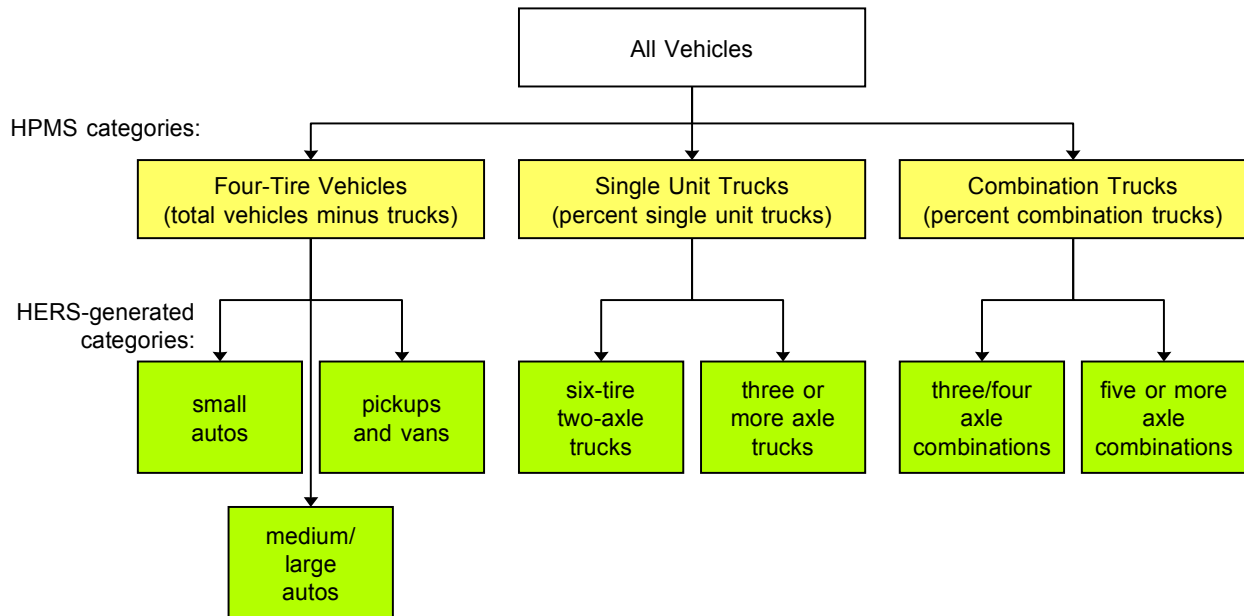 All Vehicles
HPMS categories:
Four-Tire Vehicles
(total vehicles minus trucks)
Single Unit Trucks
(percent single unit trucks)
Combination Trucks
(percent combination trucks)
HERS-generated
categories:
small
autos
pickups
and vans
six-tire
two-axle
trucks
three or
more axle
trucks
three/four
axle
combinations
five or more
axle
combinations
medium/
large
autos